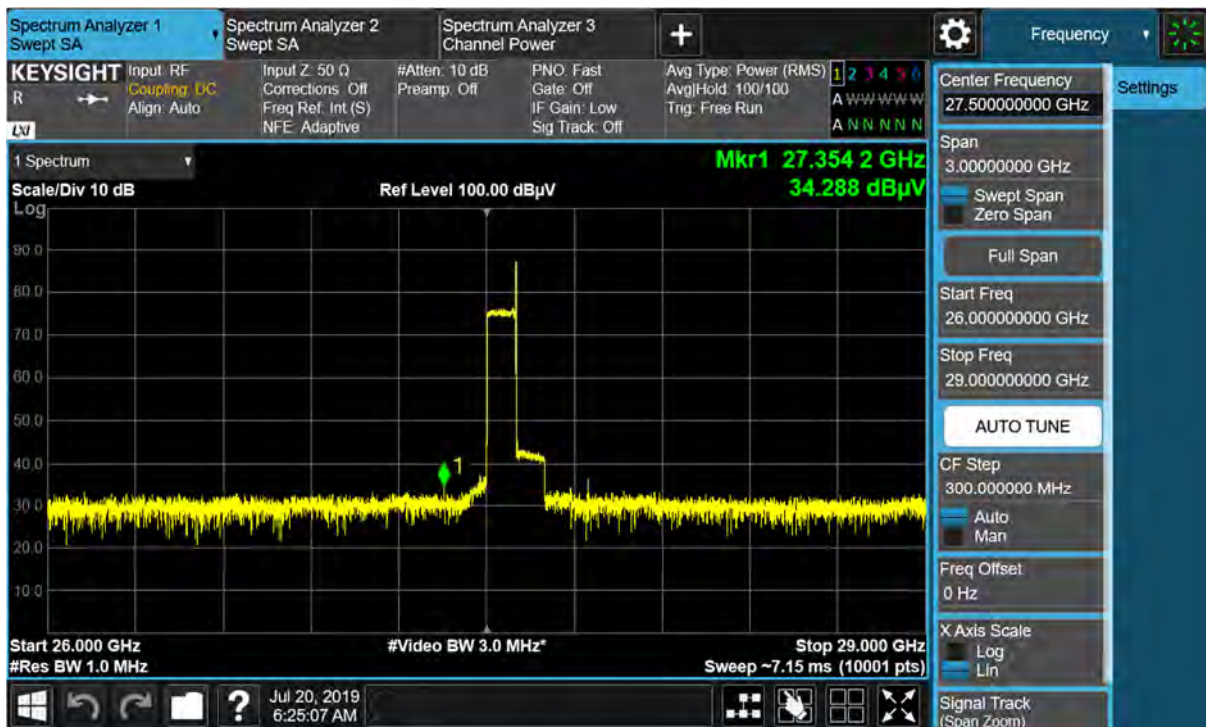 Spectrum Analyzer 1
Swept SA
Spectrum Analyzer 2
Swept SA
Spectrum Analyzer 3
Channel Power
+
Frequency
KEYSIGHT
R
LXI
Input: RF
Coupling: DC
Align: Auto
Input Z: 50 Ω
Corrections: Off
Freq Ref: Int (S)
NFE: Adaptive
#Atten: 10 dB
Preamp: Off
PNO: Fast
Gate: Off
IF Gain: Low
Sig Track: Off
Avg Type: Power (RMS)
Avg|Hold: 100/100
Trig: Free Run
1 2 3 4 5 6
A W W W W W
A N N N N N
1 Spectrum
Scale/Div 10 dB
Log
Ref Level 100.00 dBµV
Mkr1 27.354 2 GHz
34.288 dBµV
90.0
80.0
70.0
60.0
50.0
40.0
30.0
20.0
10.0
1
Start 26.000 GHz
#Res BW 1.0 MHz
#Video BW 3.0 MHz*
Stop 29.000 GHz
Sweep ~7.15 ms (10001 pts)
Center Frequency
27.500000000 GHz
Settings
Span
3.00000000 GHz
Swept Span
Zero Span
Full Span
Start Freq
26.000000000 GHz
Stop Freq
29.000000000 GHz
AUTO TUNE
CF Step
300.000000 MHz
Auto
Man
Freq Offset
0 Hz
X Axis Scale
Log
Lin
Signal Track
(Span Zoom)
?
Jul 20, 2019
6:25:07 AM